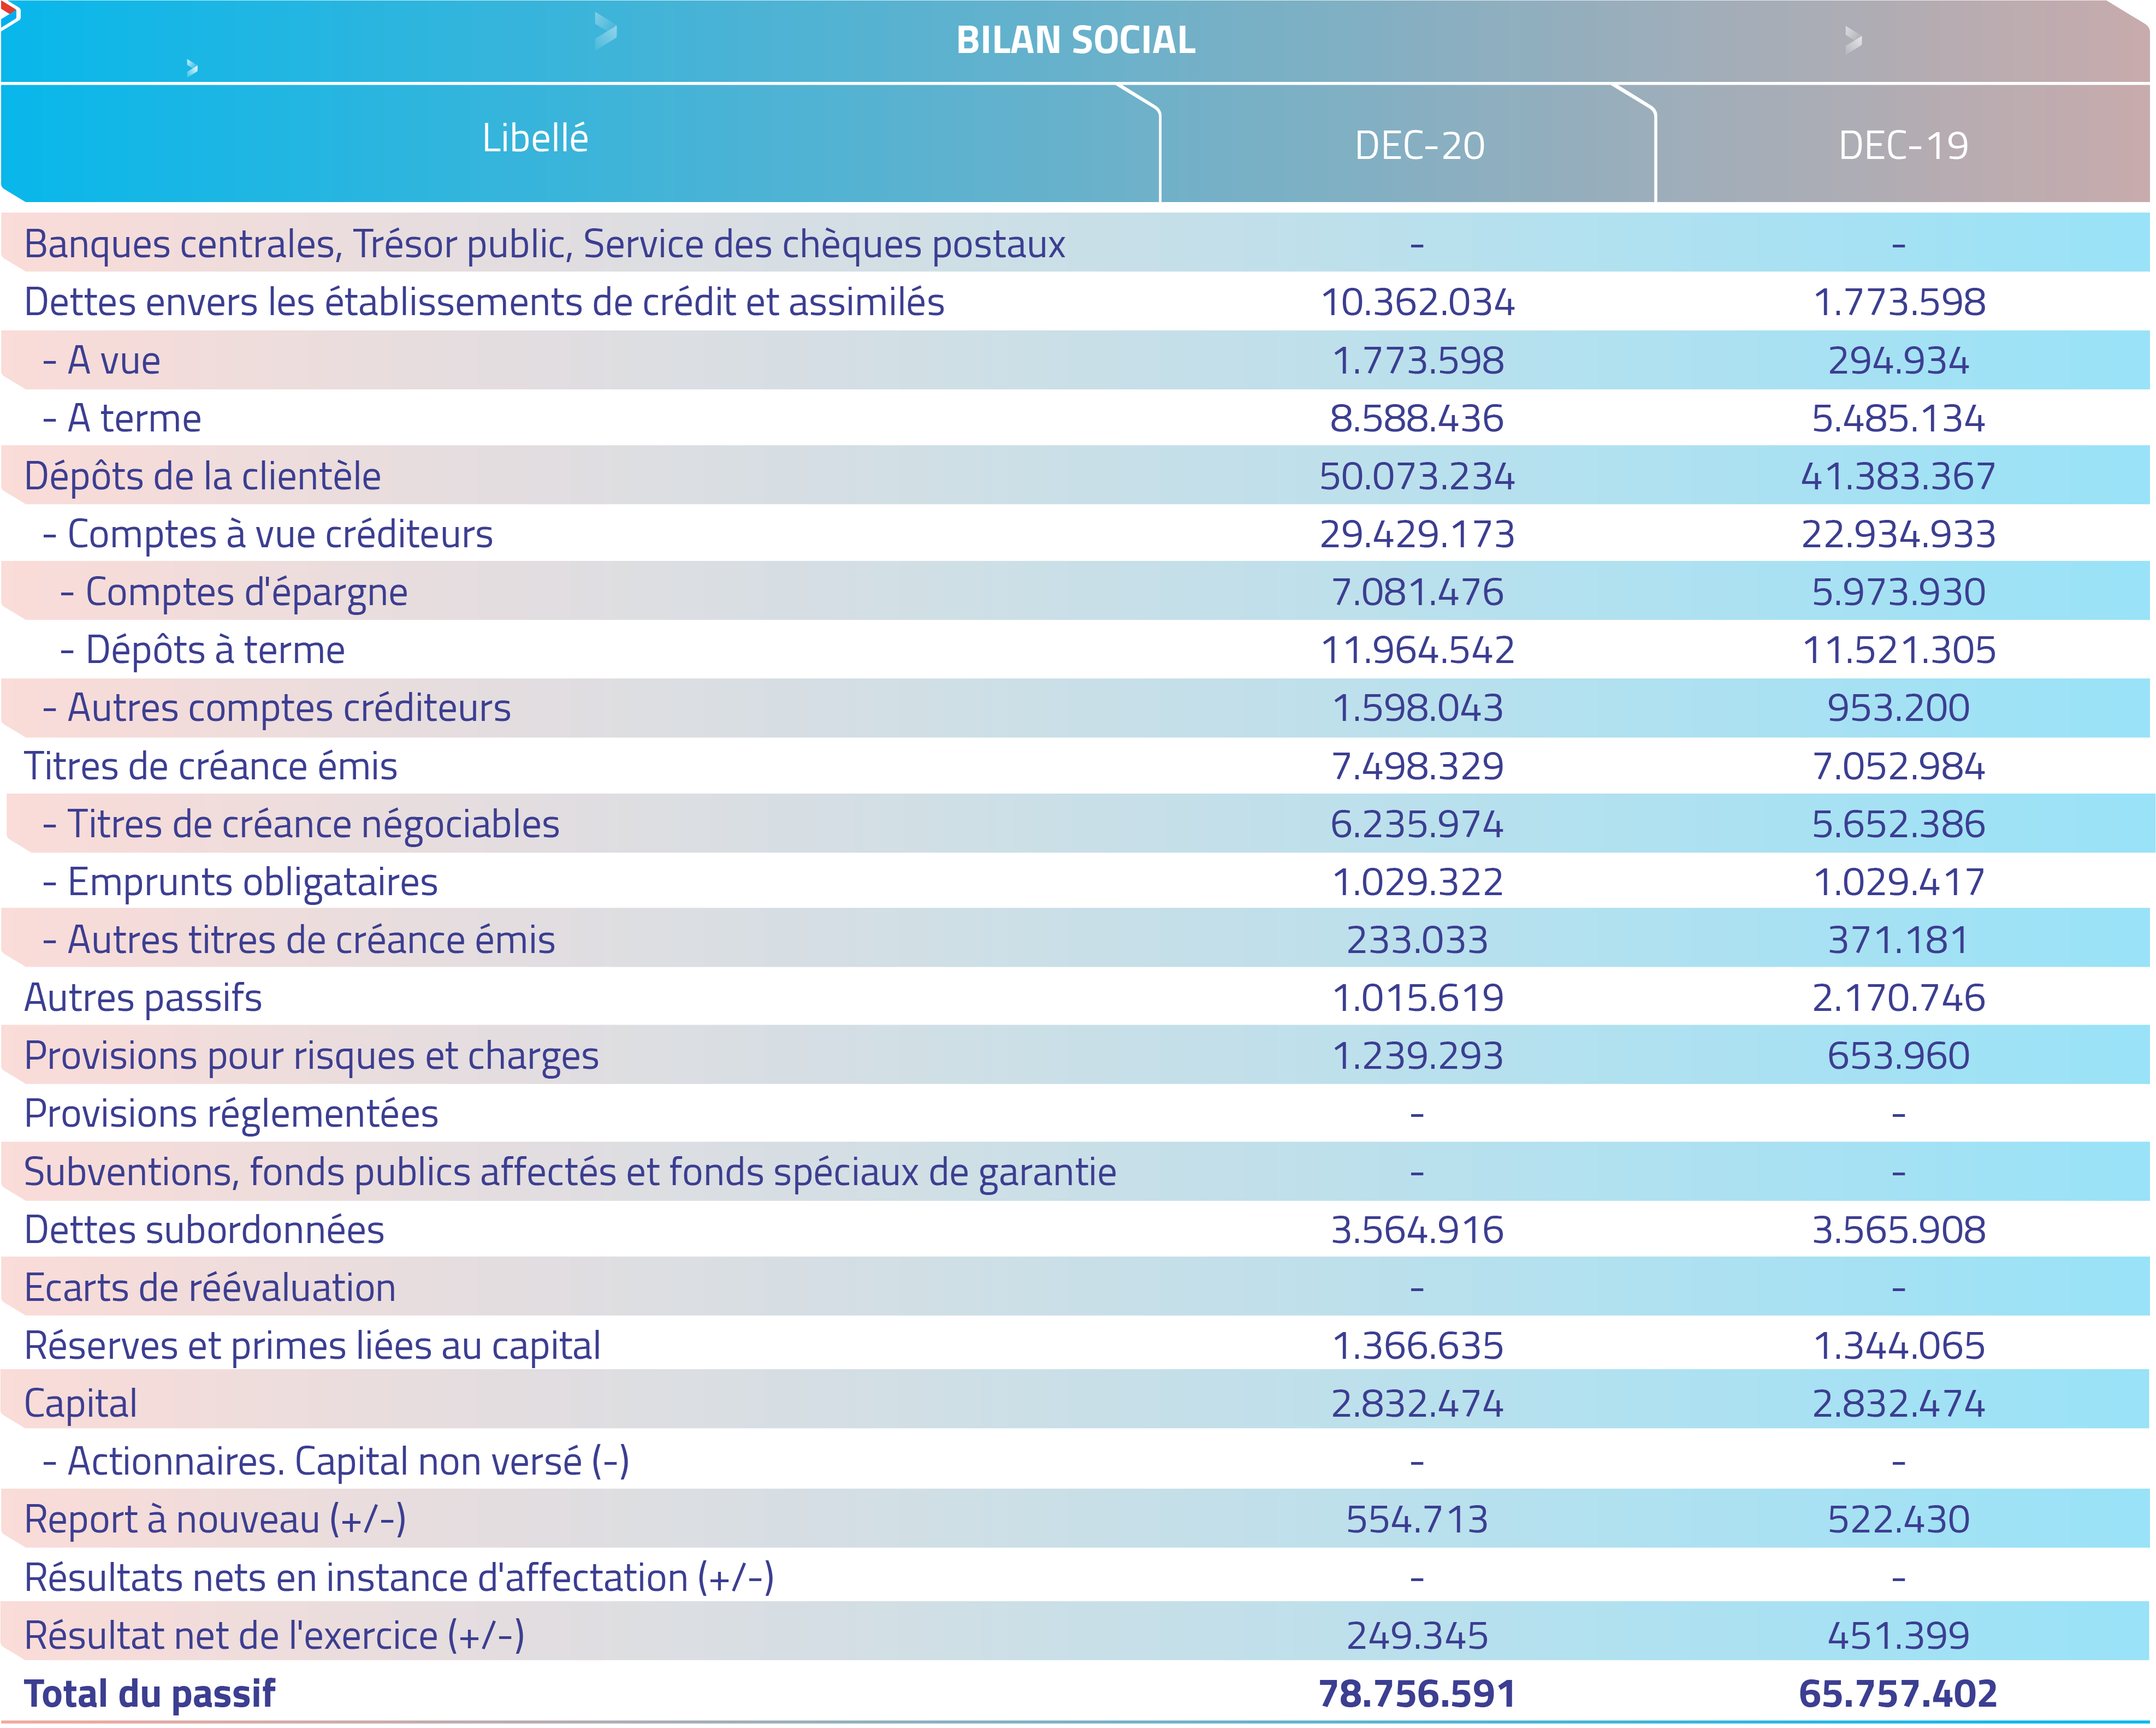 BILAN SOCIAL
Libellé DEC-20 DEC-19
Banques centrales, Trésor public, Service des chèques postaux - -
Dettes envers les établissements de crédit et assimilés 10.362.034 1.773.598
- A vue 1.773.598 294.934
- A terme 8.588.436 5.485.134
Dépôts de la clientèle 50.073.234 41.383.367
- Comptes à vue créditeurs 29.429.173 22.934.933
- Comptes d'épargne 7.081.476 5.973.930
- Dépôts à terme 11.964.542 11.521.305
- Autres comptes créditeurs 1.598.043 953.200
Titres de créance émis 7.498.329 7.052.984
- Titres de créance négociables 6.235.974 5.652.386
- Emprunts obligataires 1.029.322 1.029.417
- Autres titres de créance émis 233.033 371.181
Autres passifs 1.015.619 2.170.746
Provisions pour risques et charges 1.239.293 653.960
Provisions réglementées - -
Subventions, fonds publics affectés et fonds spéciaux de garantie - -
Dettes subordonnées 3.564.916 3.565.908
Ecarts de réévaluation - -
Réserves et primes liées au capital 1.366.635 1.344.065
Capital 2.832.474 2.832.474
- Actionnaires. Capital non versé (-) - -
Report à nouveau (+/-) 554.713 522.430
Résultats nets en instance d'affectation (+/-) - -
Résultat net de l'exercice (+/-) 249.345 451.399
Total du passif 78.756.591 65.757.402